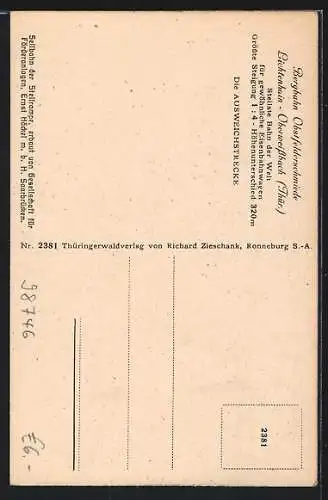 Bergbahn Obstfelderschmiede
Lichtenhain - Oberweißbach (Thür.)
Steilste Bahn der Welt
für gewöhnliche Eisenbahnwagen
Größte Steigung 1 : 4 - Höhenunterschied 320m
Die AUSWEICHSTRECKE
Seilbahn der Steilrampe, erbaut von Gesellschaft für
Förderanlagen, Ernst Heckel m. b. H. Saarbrücken.
Nr. 2381 Thüringerwaldverlag von Richard Zieschank, Ronneburg S.-A.
2381
98746
£6.-